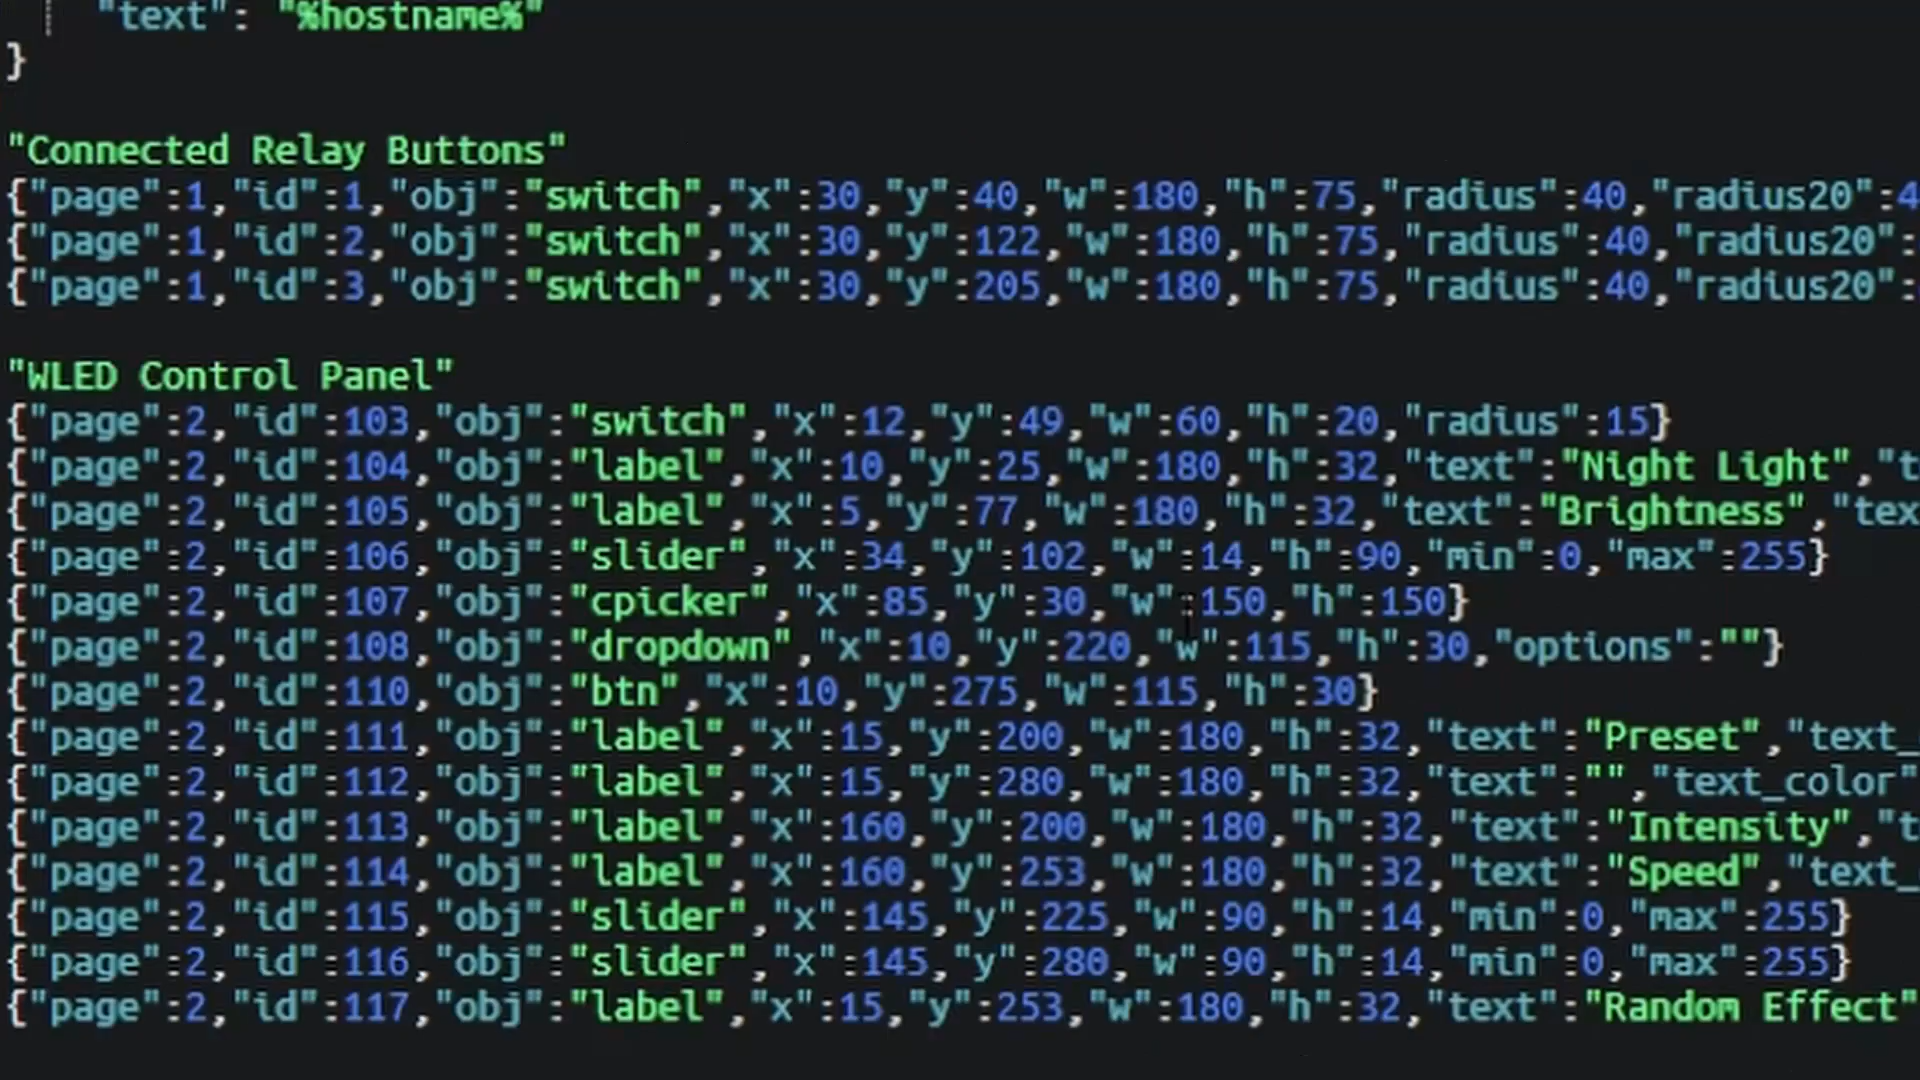 "text": "%hostname%"
}
"Connected Relay Buttons"
{"page":1,"id":1,"obj":"switch","x":30,"y":40,"w":180,"h":75,"radius":40,"radius20":4
{"page":1,"id":2,"obj":"switch","x":30,"y":122,"w":180,"h":75,"radius":40,"radius20":
{"page":1,"id":3,"obj":"switch","x":30,"y":205,"w":180,"h":75,"radius":40,"radius20":
"WLED Control Panel"
{"page":2,"id":103,"obj":"switch","x":12,"y":49,"w":60,"h":20,"radius":15}
{"page":2,"id":104,"obj":"label","x":10,"y":25,"w":180,"h":32,"text":"Night Light","t
{"page":2,"id":105,"obj":"label","x":5,"y":77,"w":180,"h":32,"text":"Brightness","tex
{"page":2,"id":106,"obj":"slider","x":34,"y":102,"w":14,"h":90,"min":0,"max":255}
{"page":2,"id":107,"obj":"cpicker","x":85,"y":30,"w":150,"h":150}
{"page":2,"id":108,"obj":"dropdown","x":10,"y":220,"w":115,"h":30,"options":""}
{"page":2,"id":110,"obj":"btn","x":10,"y":275,"w":115,"h":30}
{"page":2,"id":111,"obj":"label","x":15,"y":200,"w":180,"h":32,"text":"Preset","text_
{"page":2,"id":112,"obj":"label","x":15,"y":280,"w":180,"h":32,"text":"","text_color"
{"page":2,"id":113,"obj":"label","x":160,"y":200,"w":180,"h":32,"text":"Intensity","t
{"page":2,"id":114,"obj":"label","x":160,"y":253,"w":180,"h":32,"text":"Speed","text_
{"page":2,"id":115,"obj":"slider","x":145,"y":225,"w":90,"h":14,"min":0,"max":255}
{"page":2,"id":116,"obj":"slider","x":145,"y":280,"w":90,"h":14,"min":0,"max":255}
{"page":2,"id":117,"obj":"label","x":15,"y":253,"w":180,"h":32,"text":"Random Effect"